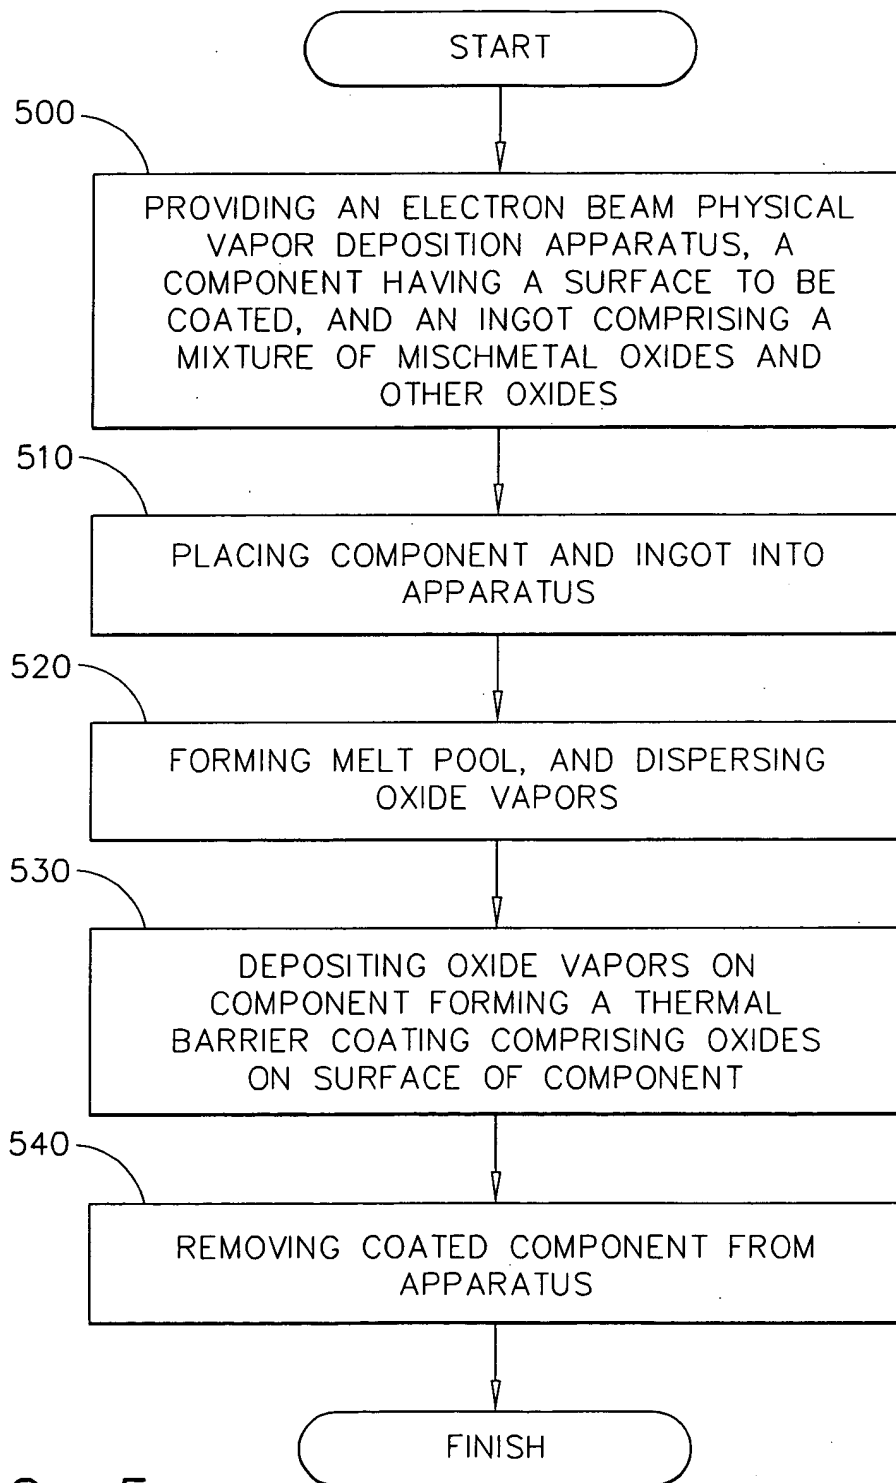 START
500
PROVIDING AN ELECTRON BEAM PHYSICAL
VAPOR DEPOSITION APPARATUS, A
COMPONENT HAVING A SURFACE TO BE
COATED, AND AN INGOT COMPRISING A
MIXTURE OF MISCHMETAL OXIDES AND
OTHER OXIDES
510
PLACING COMPONENT AND INGOT INTO
APPARATUS
520
FORMING MELT POOL, AND DISPERSING
OXIDE VAPORS
530
DEPOSITING OXIDE VAPORS ON
COMPONENT FORMING A THERMAL
BARRIER COATING COMPRISING OXIDES
ON SURFACE OF COMPONENT
540
REMOVING COATED COMPONENT FROM
APPARATUS
FINISH